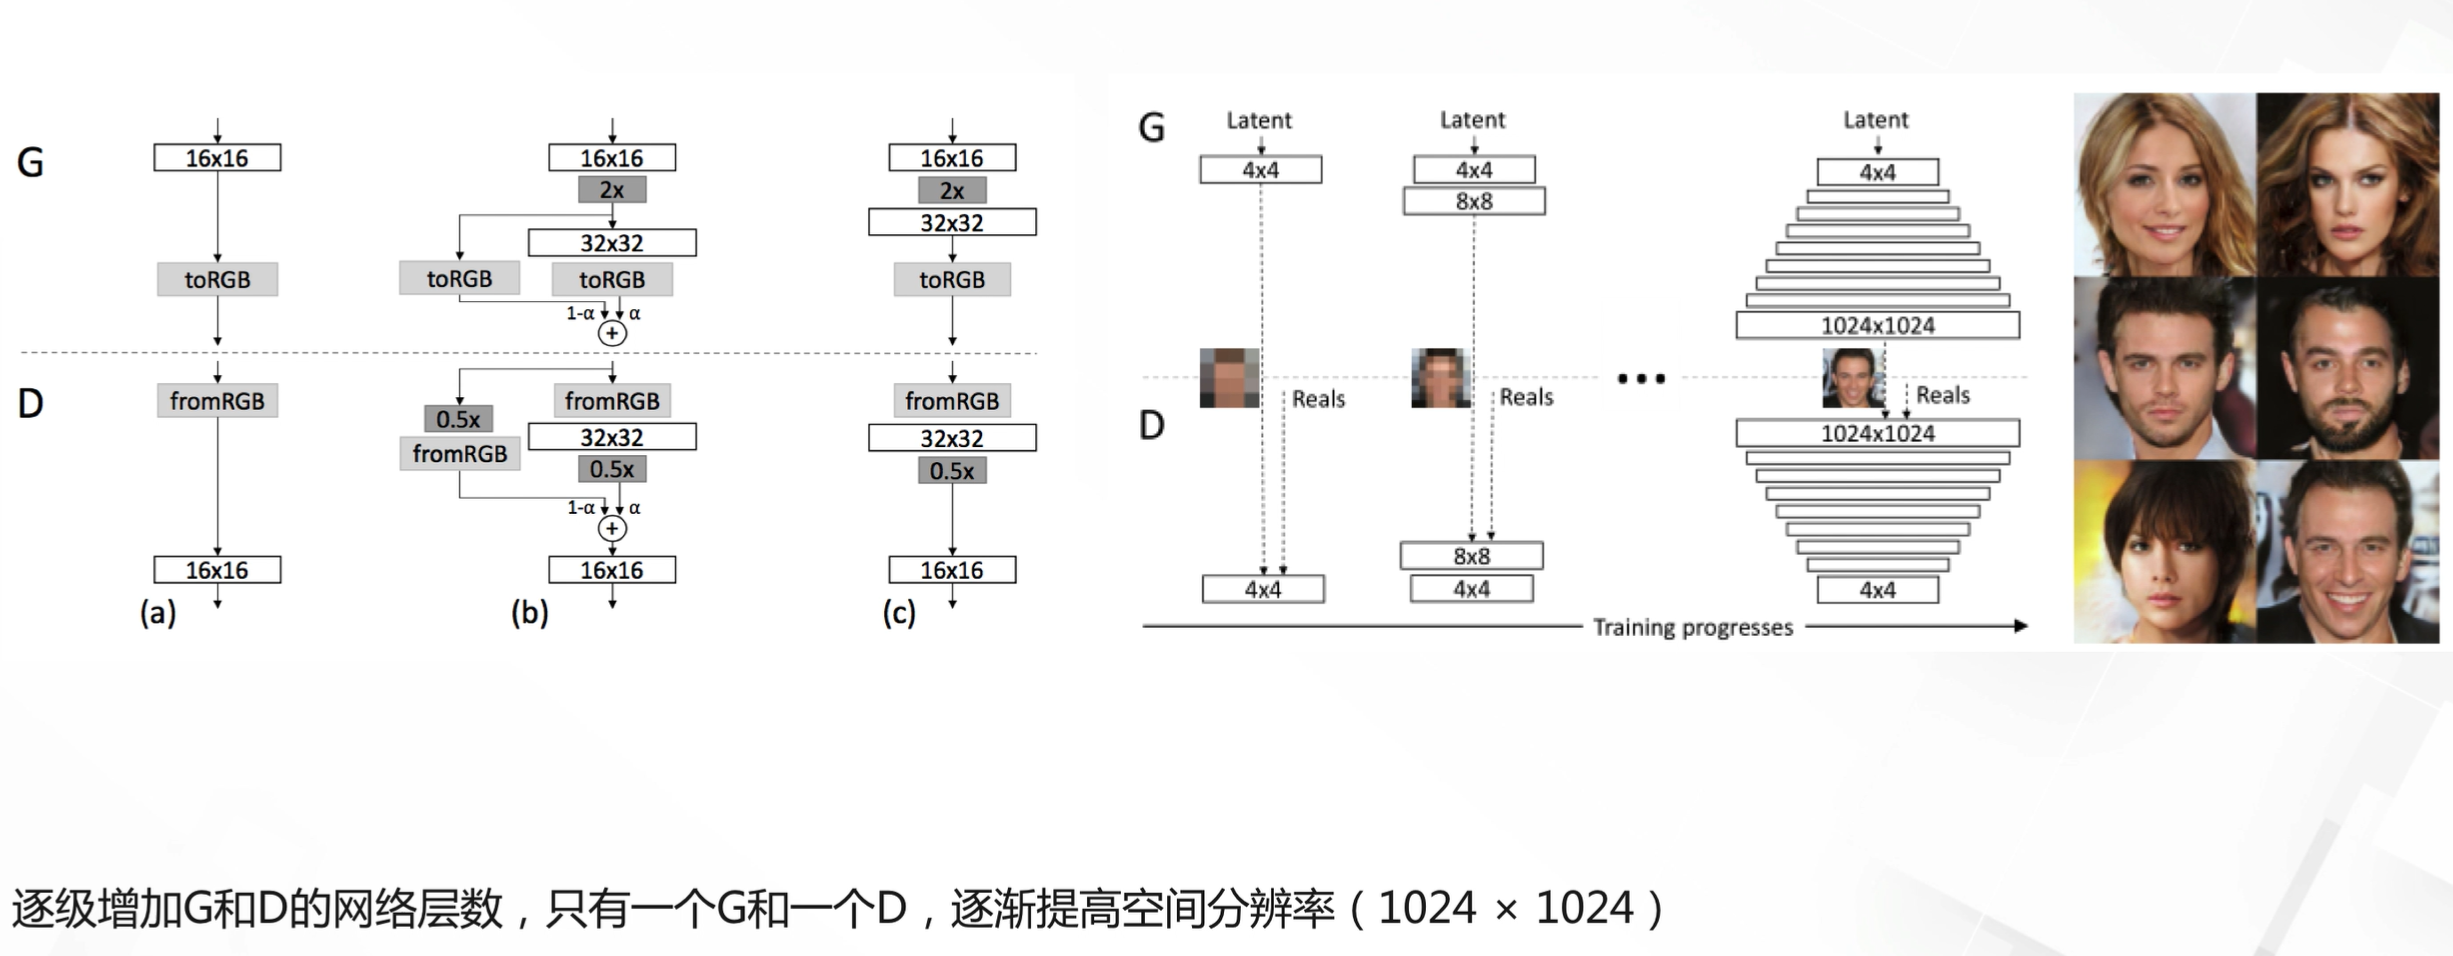 G
16x16
toRGB
D
fromRGB
16x16
(a)
16x16
2x
32x32
toRGB
toRGB
1-α
α
+
fromRGB
0.5x
32x32
fromRGB
0.5x
1-α
α
+
16x16
(b)
16x16
2x
32x32
toRGB
fromRGB
32x32
0.5x
16x16
(c)
G
Latent
Latent
Latent
4x4
4x4
4x4
8x8
1024x1024
Reals
Reals
Reals
D
1024x1024
8x8
4x4
4x4
4x4
Training progresses
逐级增加G和D的网络层数，只有一个G和一个D，逐渐提高空间分辨率（1024 × 1024）